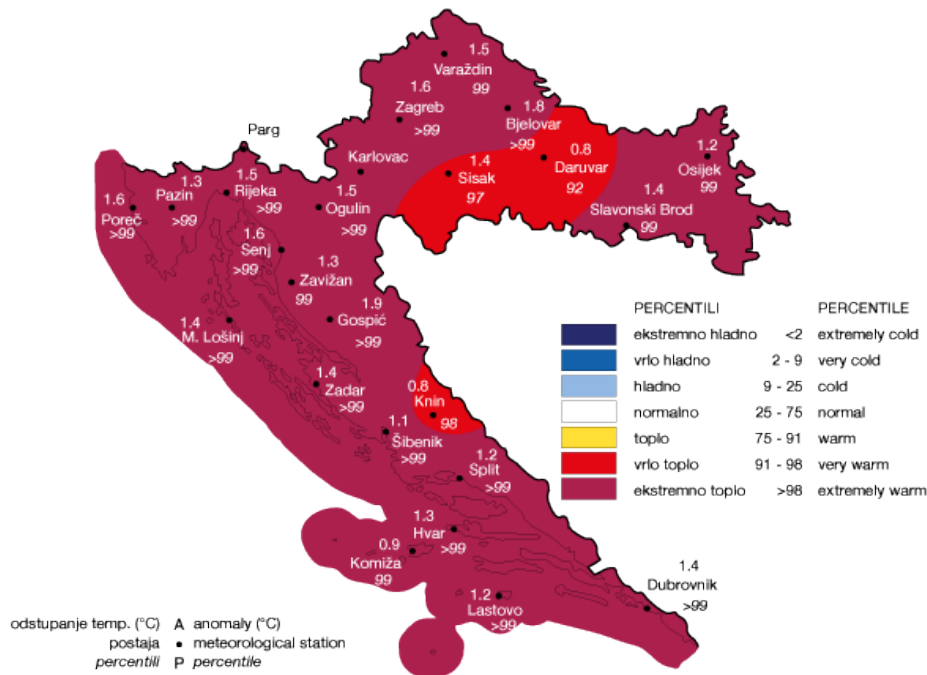 1.5
Varaždin
99
1.6
Zagreb
>99
1.8
Bjelovar
>99
Parg
Karlovac
1.4
Sisak
97
0.8
Daruvar
92
1.2
Osijek
99
1.4
Slavonski Brod
99
1.6
Poreč
>99
1.3
Pazin
>99
1.5
Rijeka
>99
1.5
Ogulin
>99
1.6
Senj
>99
1.3
Zavižan
99
1.9
Gospić
>99
1.4
M. Lošinj
>99
1.4
Zadar
>99
0.8
Knin
98
1.1
Šibenik
>99
1.2
Split
>99
1.3
Hvar
>99
0.9
Komiža
99
1.2
Lastovo
>99
1.4
Dubrovnik
>99
PERCENTILI PERCENTILE
ekstremno hladno <2 extremely cold
vrlo hladno 2 - 9 very cold
hladno 9 - 25 cold
normalno 25 - 75 normal
toplo 75 - 91 warm
vrlo toplo 91 - 98 very warm
ekstremno toplo >98 extremely warm
odstupanje temp. (°C) A anomaly (°C)
postaja • meteorological station
percentili P percentile